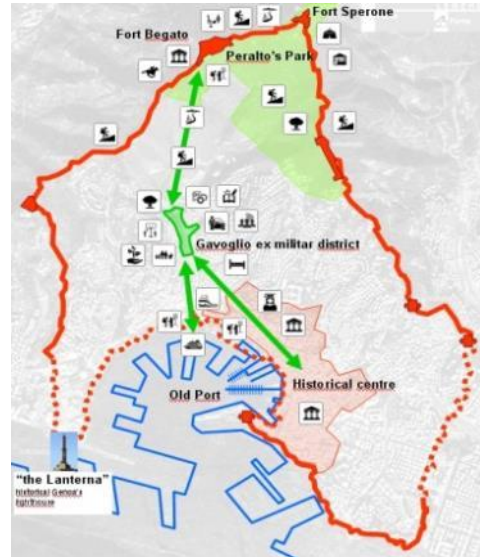 Fort Sperone
Fort Begato
Peralto's Park
Gavoglio ex militar district
Historical centre
Old Port
"the Lanterna"
historical Genoa's
lighthouse